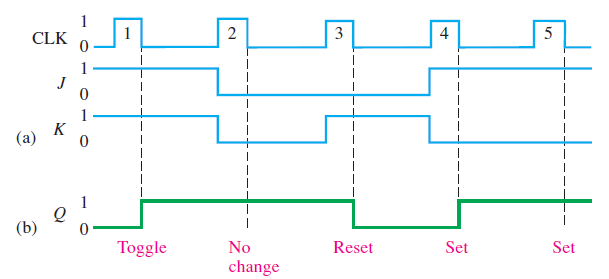 CLK 1 0 1 2 3 4 5
J 1 0
(a) K 1 0
(b) Q 1 0
Toggle No change Reset Set Set